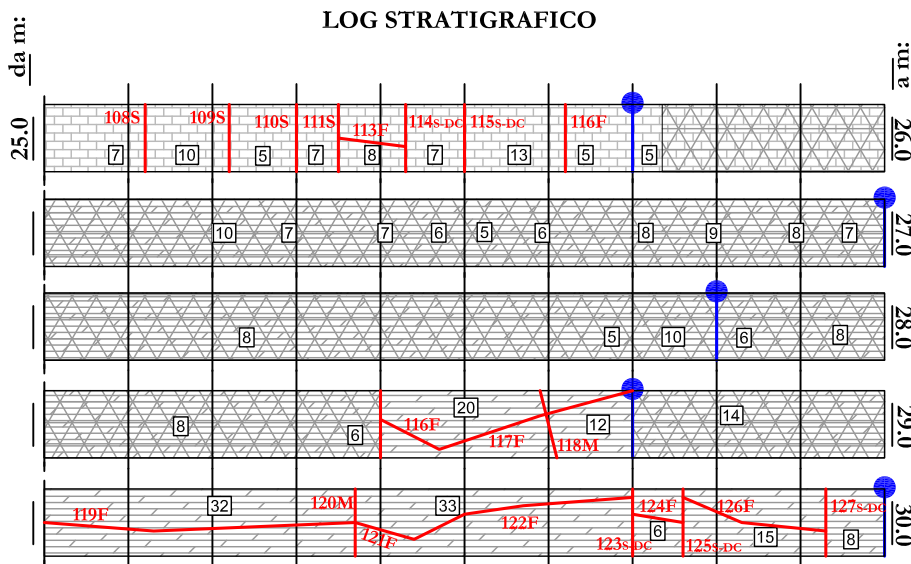 LOG STRATIGRAFICO
da m:
a m:
25.0
108S 109S 110S 111S 113F 114S-DC 115S-DC 116F
7 10 5 7 8 7 13 5 5
26.0
10 7 7 6 5 6 8 9 8 7
27.0
8 5 10 6 8
28.0
8 6 116F 20 117F 118M 12 14
29.0
119F 32 120M 121F 33 122F 123S-DC 124F 6 125S-DC 126F 15 127S-DC 8
30.0